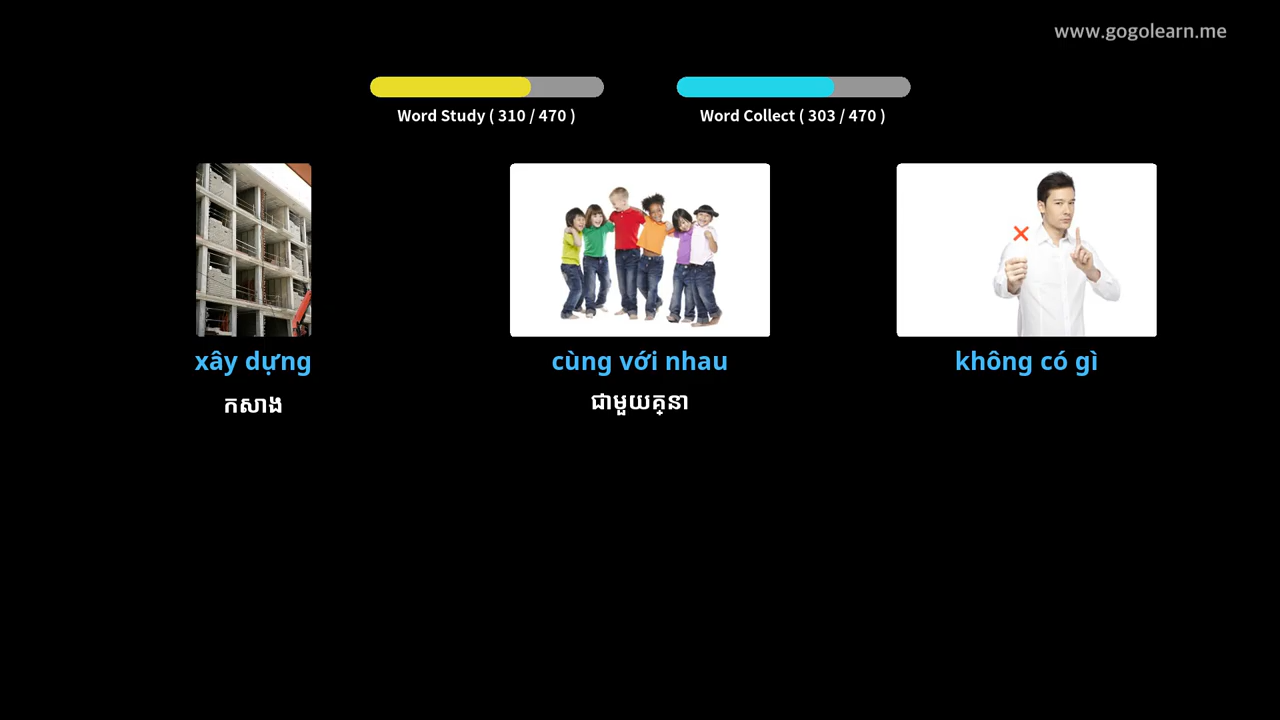 www.gogolearn.me
Word Study ( 310 / 470 )
Word Collect ( 303 / 470 )
xây dựng
cùng với nhau
không có gì
កសាង
ជាមួយគ្នា